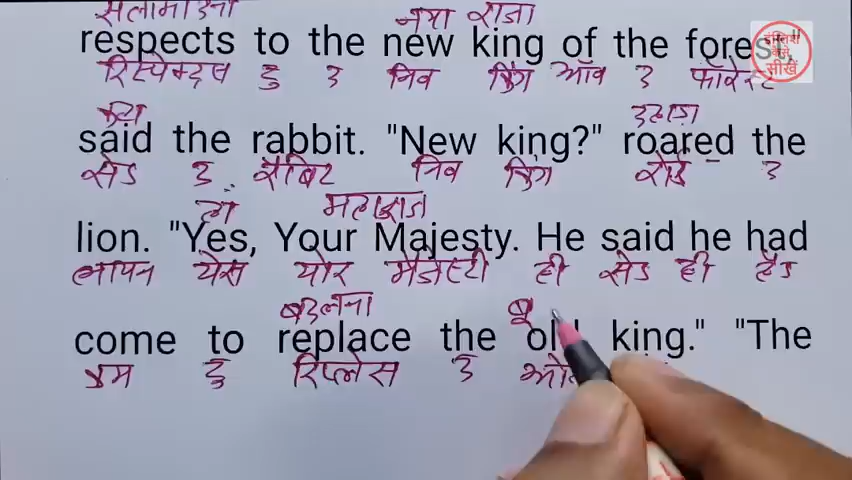 सलामी देना नया राजा
respects to the new king of the forest,"
रिस्पेक्ट्स टु द निव किंग ऑव द फॉरेस्ट
इंग्लिश कैसे सीखें
कहा दहाड़ा
said the rabbit. "New king?" roared the
सेड द रैबिट निव किंग रोर्ड द
हां महाराज
lion. "Yes, Your Majesty. He said he had
लायन येस योर मैजेस्टी ही सेड ही हैड
बदलना बू
come to replace the old king." "The
कम टु रिप्लेस द